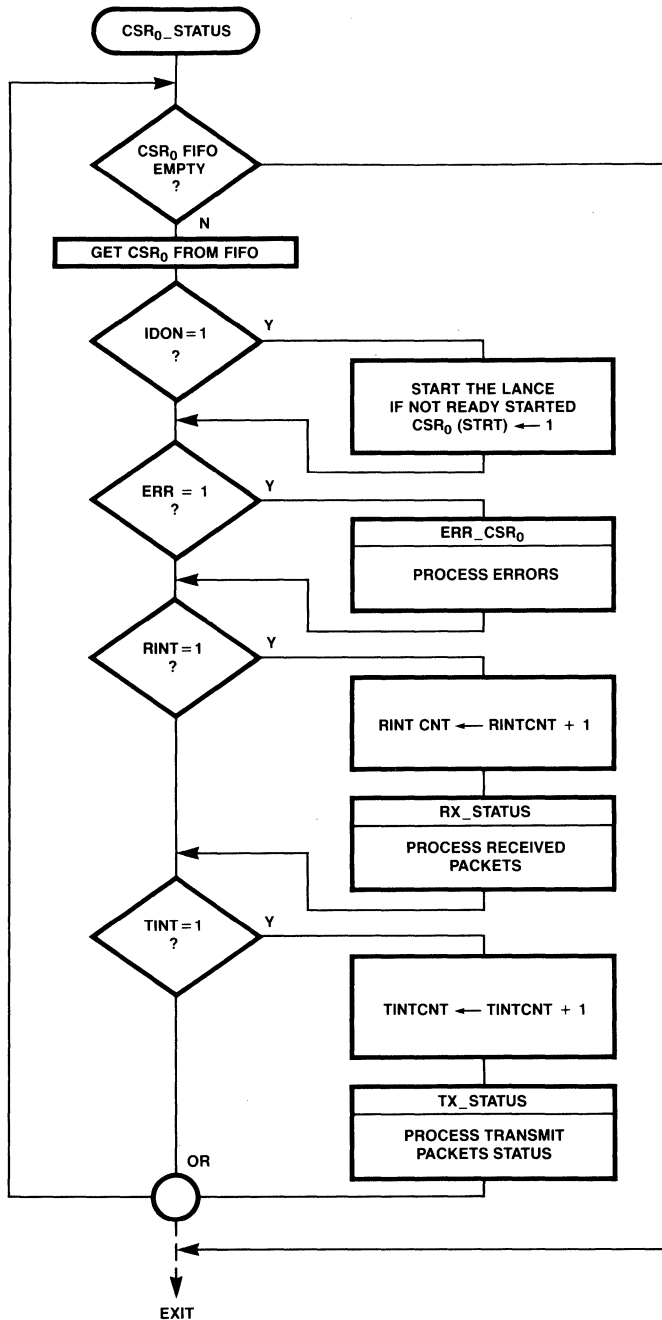 CSR₀_STATUS
CSR₀ FIFO
EMPTY
?
N
GET CSR₀ FROM FIFO
IDON = 1
?
Y
START THE LANCE
IF NOT READY STARTED
CSR₀ (STRT) ← 1
ERR = 1
?
Y
ERR_CSR₀
PROCESS ERRORS
RINT = 1
?
Y
RINT CNT ← RINTCNT + 1
RX_STATUS
PROCESS RECEIVED
PACKETS
TINT = 1
?
Y
TINTCNT ← TINTCNT + 1
TX_STATUS
PROCESS TRANSMIT
PACKETS STATUS
OR
EXIT